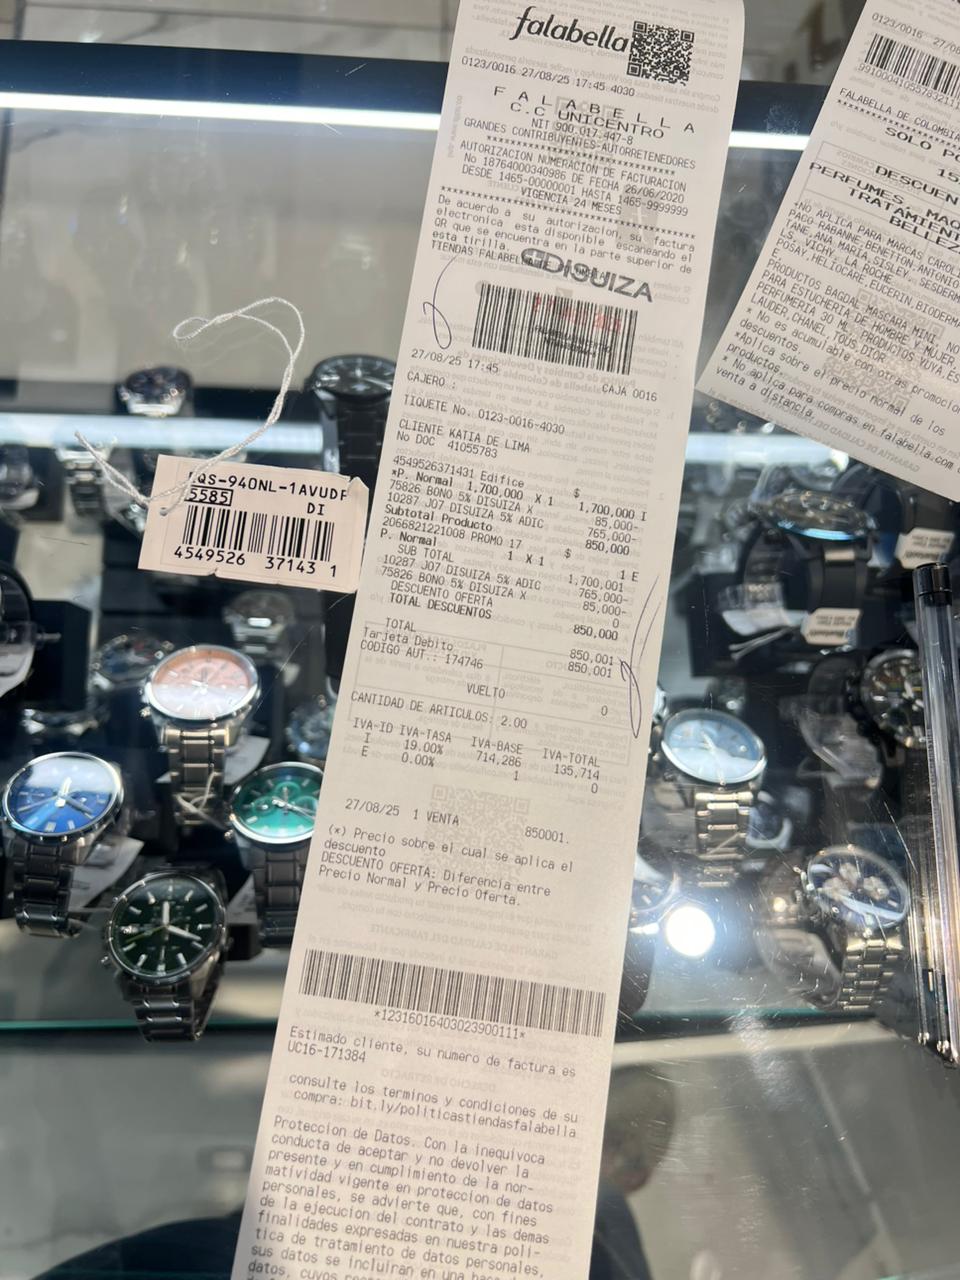 falabella
0123/0016 27/08/25 17:45 4030
F A L A B E L L A
C.C UNICENTRO
NIT 900.017.447-8
GRANDES CONTRIBUYENTES-AUTORRETENEDORES
************************************
AUTORIZACION NUMERACION DE FACTURACION
No 18764000340986 DE FECHA 26/06/2020
DESDE 1465-00000001 HASTA 1465-9999999
VIGENCIA 24 MESES
************************************
De acuerdo a su autorizacion, su factura
electronica esta disponible escaneando el
QR que se encuentra en la parte superior de
esta tirilla.
TIENDAS FALABELLA
DISUIZA
27/08/25 17:45
CAJA 0016
CAJERO :
TIQUETE No. 0123-0016-4030
CLIENTE KATIA DE LIMA
No DOC 41055783
4549526371431 Edifice $
*P. Normal 1,700,000 X 1 1,700,000 I
75826 BONO 5% DISUIZA X 85,000-
10287 J07 DISUIZA 5% ADIC 765,000-
Subtotal Producto $ 850,000
2066821221008 PROMO 17
P. Normal 1 X 1 1 E
SUB TOTAL 1,700,001
10287 J07 DISUIZA 5% ADIC 765,000-
75826 BONO 5% DISUIZA X 85,000-
DESCUENTO OFERTA 0
TOTAL DESCUENTOS 850,000
TOTAL 850,001
Tarjeta Debito 850,001
CODIGO AUT.: 174746
VUELTO 0
CANTIDAD DE ARTICULOS: 2.00
IVA-ID IVA-TASA IVA-BASE IVA-TOTAL
I 19.00% 714,286 135,714
E 0.00% 1 0
27/08/25 1 VENTA 850001.
(*) Precio sobre el cual se aplica el
descuento
DESCUENTO OFERTA: Diferencia entre
Precio Normal y Precio Oferta.
*12316016403023900111*
Estimado cliente, su numero de factura es
UC16-171384
consulte los terminos y condiciones de su
compra: bit.ly/politicastiendasfalabella
Proteccion de Datos. Con la inequivoca
conducta de aceptar y no devolver la
presente y en cumplimiento de la nor-
matividad vigente en proteccion de datos
personales, se advierte que, con fines
de la ejecucion del contrato y las demas
finalidades expresadas en nuestra poli-
tica de tratamiento de datos personales,
sus datos se incluiran en una
datos, cuyos
QS-940NL-1AVUDF
5585 DI
4549526 37143 1
0123/0016 27/08
FALABELLA DE COLOMBIA
SOLO PO
15
DESCUEN
PERFUMES, MAQ
TRATAMIEN
BELLEZ
*NO APLICA PARA MARCAS CAROL
PACO RABANNE, BENETTON, ANTONIO
TANE, ANA MARIA, SISLEY, SESDERM
LS, VICHY, LA ROCHE
POSAY, HELIOCARE, EUCERIN, BIODERMA
E,
PRODUCTOS BAGDAL, MASCARA MINI, NO
PARA ESTUCHERIA DE HOMBRE Y MUJER
PERFUMERIA 30 ML, PRODUCTOS YUYA, ES
LAUDER, CHANEL, TOUS, DIOR
* No es acumulable con otras promocio
descuentos.
*Aplica sobre el precio normal de los
productos.
* No aplica para compras en falabella.com o
venta a distancia.